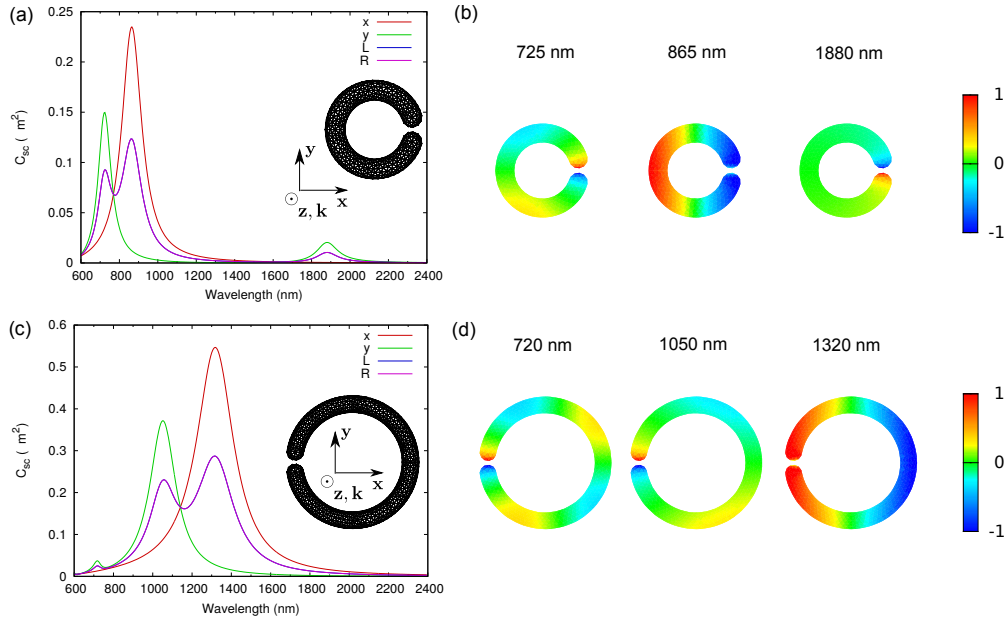 (a)
0.25
0.2
0.15
0.1
0.05
0
C_sc ( m²)
600 800 1000 1200 1400 1600 1800 2000 2200 2400
Wavelength (nm)
x
y
L
R
y
x
z, k
(b)
725 nm 865 nm 1880 nm
1
0
-1
(c)
0.6
0.5
0.4
0.3
0.2
0.1
0
C_sc ( m²)
600 800 1000 1200 1400 1600 1800 2000 2200 2400
Wavelength (nm)
x
y
L
R
y
x
z, k
(d)
720 nm 1050 nm 1320 nm
1
0
-1